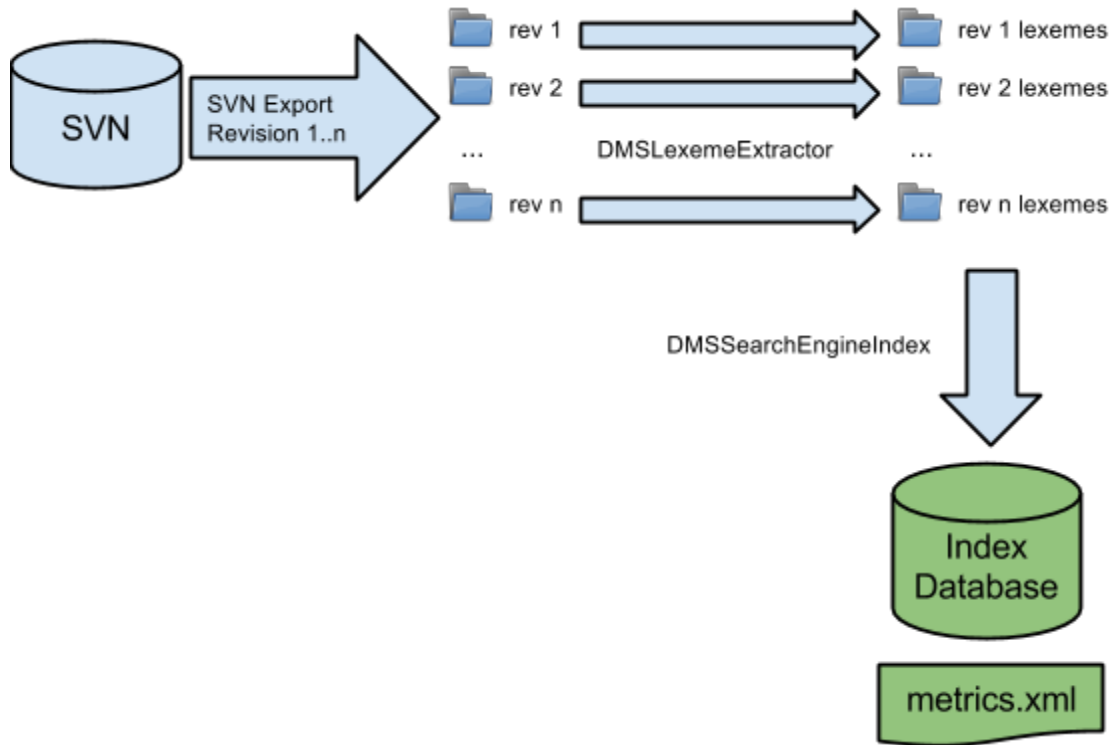 rev 1
rev 1 lexemes
SVN
SVN Export
Revision 1..n
rev 2
rev 2 lexemes
...
DMSLexemeExtractor
...
rev n
rev n lexemes
DMSSearchEngineIndex
Index
Database
metrics.xml